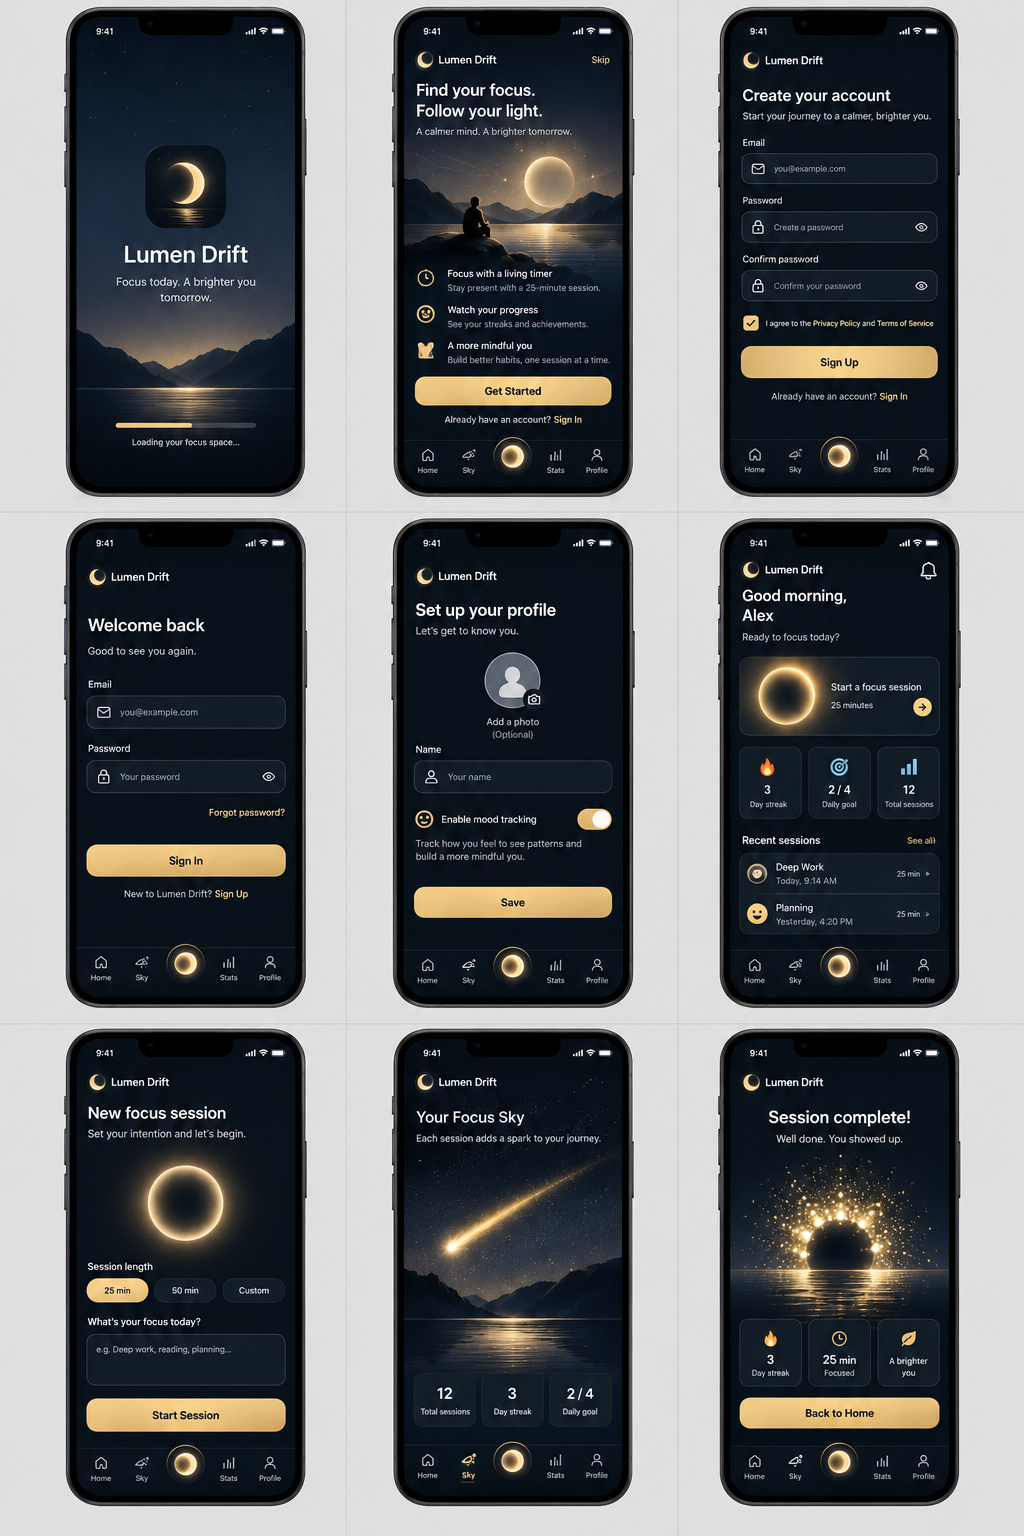 9:41
Lumen Drift
Focus today. A brighter you
tomorrow.
Loading your focus space...
9:41
Lumen Drift
Skip
Find your focus.
Follow your light.
A calmer mind. A brighter tomorrow.
Focus with a living timer
Stay present with a 25-minute session.
Watch your progress
See your streaks and achievements.
A more mindful you
Build better habits, one session at a time.
Get Started
Already have an account? Sign In
Home
Sky
Stats
Profile
9:41
Lumen Drift
Create your account
Start your journey to a calmer, brighter you.
Email
you@example.com
Password
Create a password
Confirm password
Confirm your password
I agree to the Privacy Policy and Terms of Service
Sign Up
Already have an account? Sign In
Home
Sky
Stats
Profile
9:41
Lumen Drift
Welcome back
Good to see you again.
Email
you@example.com
Password
Your password
Forgot password?
Sign In
New to Lumen Drift? Sign Up
Home
Sky
Stats
Profile
9:41
Lumen Drift
Set up your profile
Let's get to know you.
Add a photo
(Optional)
Name
Your name
Enable mood tracking
Track how you feel to see patterns and
build a more mindful you.
Save
Home
Sky
Stats
Profile
9:41
Lumen Drift
Good morning,
Alex
Ready to focus today?
Start a focus session
25 minutes
3
Day streak
2 / 4
Daily goal
12
Total sessions
Recent sessions
See all
Deep Work
Today, 9.14 AM
25 min
Planning
Yesterday, 4.20 PM
25 min
Home
Sky
Stats
Profile
9:41
Lumen Drift
New focus session
Set your intention and let's begin.
Session length
25 min
50 min
Custom
What's your focus today?
e.g. Deep work, reading, planning...
Start Session
Home
Sky
Stats
Profile
9:41
Lumen Drift
Your Focus Sky
Each session adds a spark to your journey.
12
Total sessions
3
Day streak
2 / 4
Daily goal
Home
Sky
Stats
Profile
9:41
Lumen Drift
Session complete!
Well done. You showed up.
3
Day streak
25 min
Focused
A brighter
you
Back to Home
Home
Sky
Stats
Profile